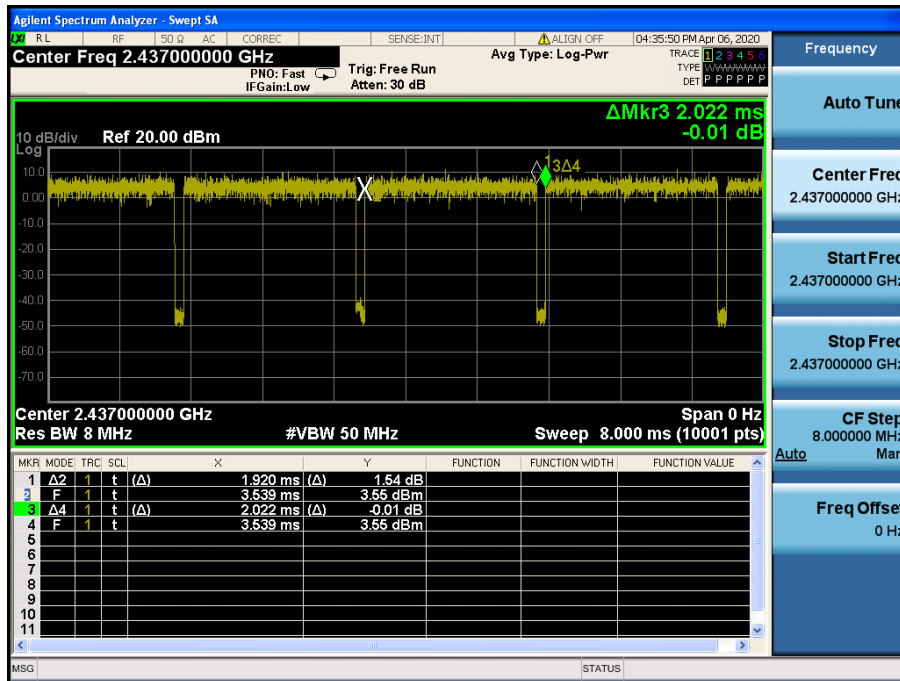 Agilent Spectrum Analyzer - Swept SA
LXI RL RF 50 Ω AC CORREC SENSE:INT ALIGN OFF 04:35:50 PM Apr 06, 2020
Center Freq 2.437000000 GHz
PNO: Fast
IFGain:Low
Trig: Free Run
Atten: 30 dB
Avg Type: Log-Pwr
TRACE 1 2 3 4 5 6
TYPE WWWWWW
DET P P P P P P
ΔMkr3 2.022 ms
-0.01 dB
10 dB/div Ref 20.00 dBm
Log
10.0
0.00
-10.0
-20.0
-30.0
-40.0
-50.0
-60.0
-70.0
X
1
3Δ4
Center 2.437000000 GHz Span 0 Hz
Res BW 8 MHz #VBW 50 MHz Sweep 8.000 ms (10001 pts)
MKR MODE TRC SCL X Y FUNCTION FUNCTION WIDTH FUNCTION VALUE
1 Δ2 1 t (Δ) 1.920 ms (Δ) 1.54 dB
2 F 1 t 3.539 ms 3.55 dBm
3 Δ4 1 t (Δ) 2.022 ms (Δ) -0.01 dB
4 F 1 t 3.539 ms 3.55 dBm
5
6
7
8
9
10
11
MSG STATUS
Frequency
Auto Tune
Center Freq
2.437000000 GHz
Start Freq
2.437000000 GHz
Stop Freq
2.437000000 GHz
CF Step
8.000000 MHz
Auto Man
Freq Offset
0 Hz